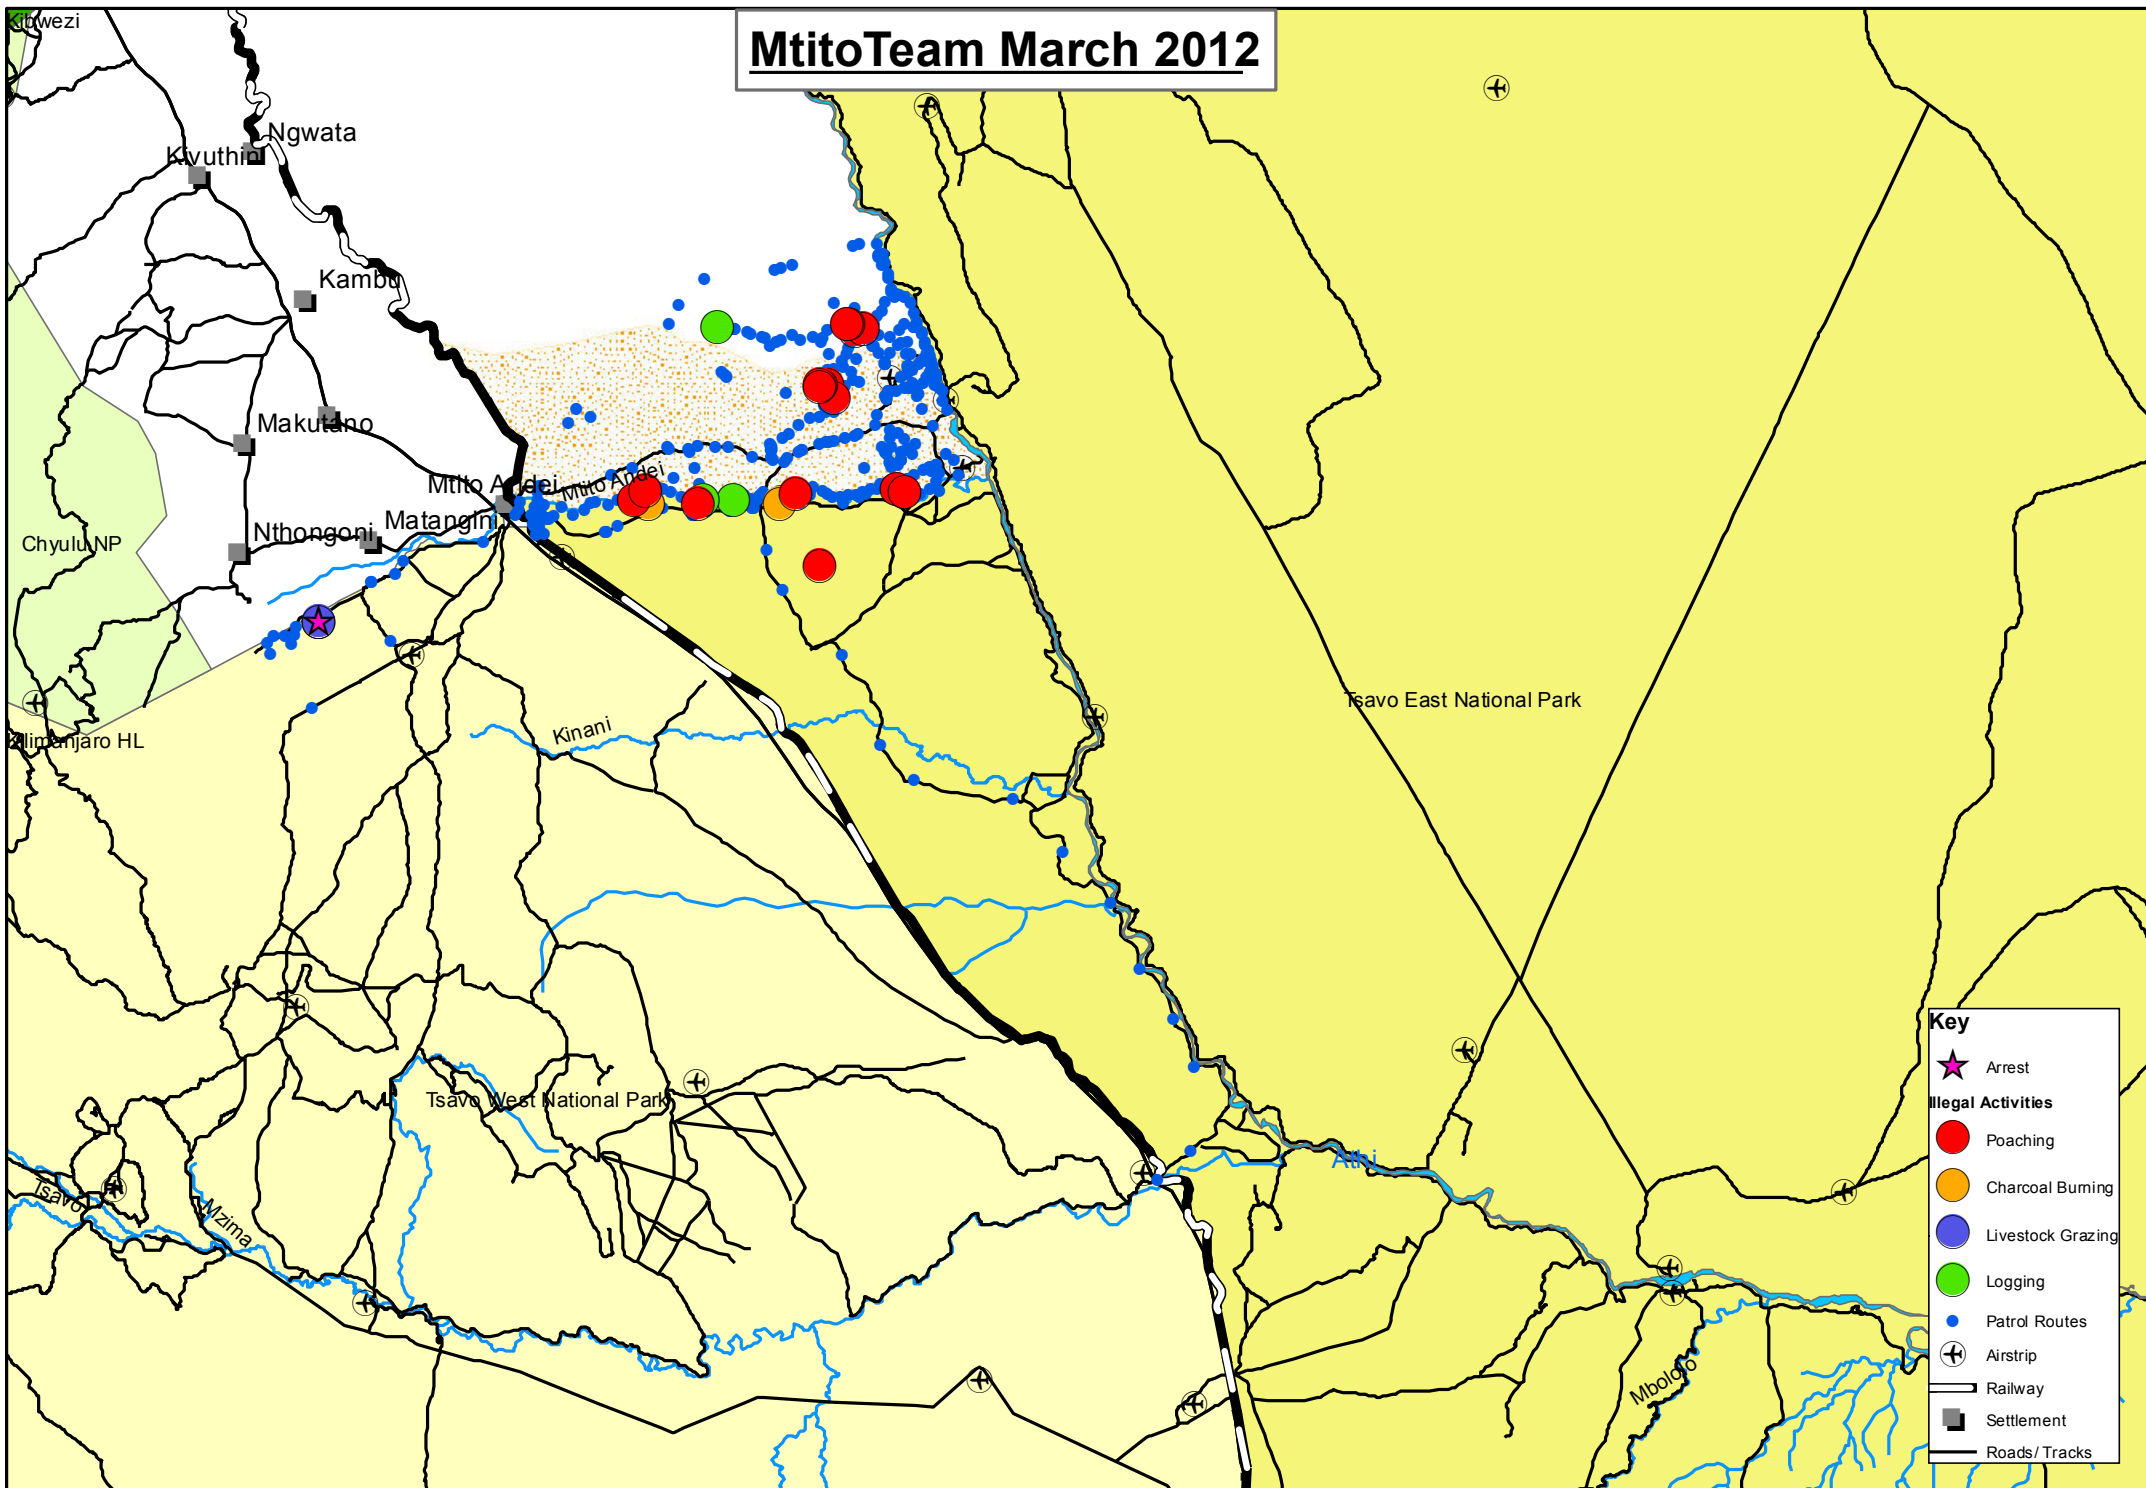 MtitoTeam March 2012
Kibwezi
Ngwata
Kivuthini
Kambu
Makutano
Mtito Andei
Mtito Andei
Matangini
Nthongoni
Chyulu NP
Kilimanjaro HL
Kinani
Tsavo East National Park
Tsavo West National Park
Athi
Tsavo
Mzima
Mbololo
Key
Arrest
Illegal Activities
Poaching
Charcoal Burning
Livestock Grazing
Logging
Patrol Routes
Airstrip
Railway
Settlement
Roads/ Tracks